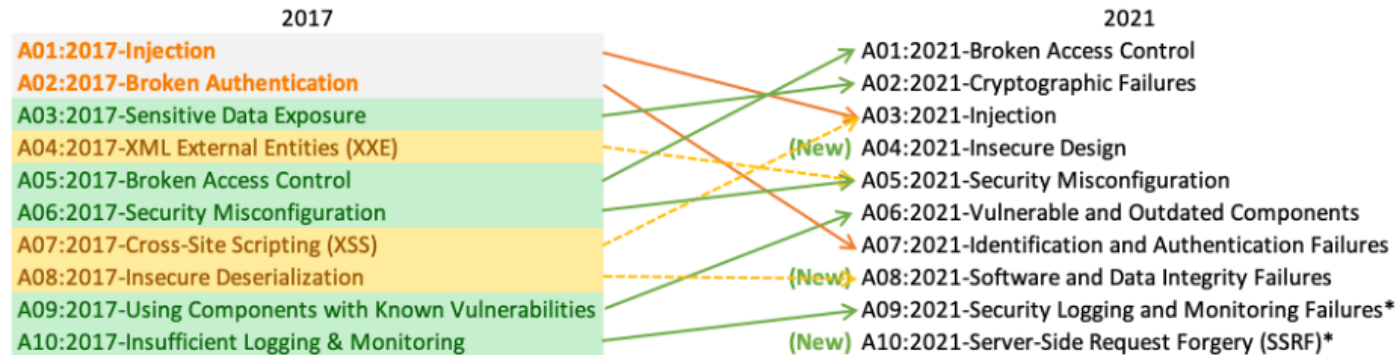 2017 2021
A01:2017-Injection A01:2021-Broken Access Control
A02:2017-Broken Authentication A02:2021-Cryptographic Failures
A03:2017-Sensitive Data Exposure A03:2021-Injection
A04:2017-XML External Entities (XXE) (New) A04:2021-Insecure Design
A05:2017-Broken Access Control A05:2021-Security Misconfiguration
A06:2017-Security Misconfiguration A06:2021-Vulnerable and Outdated Components
A07:2017-Cross-Site Scripting (XSS) A07:2021-Identification and Authentication Failures
A08:2017-Insecure Deserialization (New) A08:2021-Software and Data Integrity Failures
A09:2017-Using Components with Known Vulnerabilities A09:2021-Security Logging and Monitoring Failures*
A10:2017-Insufficient Logging & Monitoring (New) A10:2021-Server-Side Request Forgery (SSRF)*